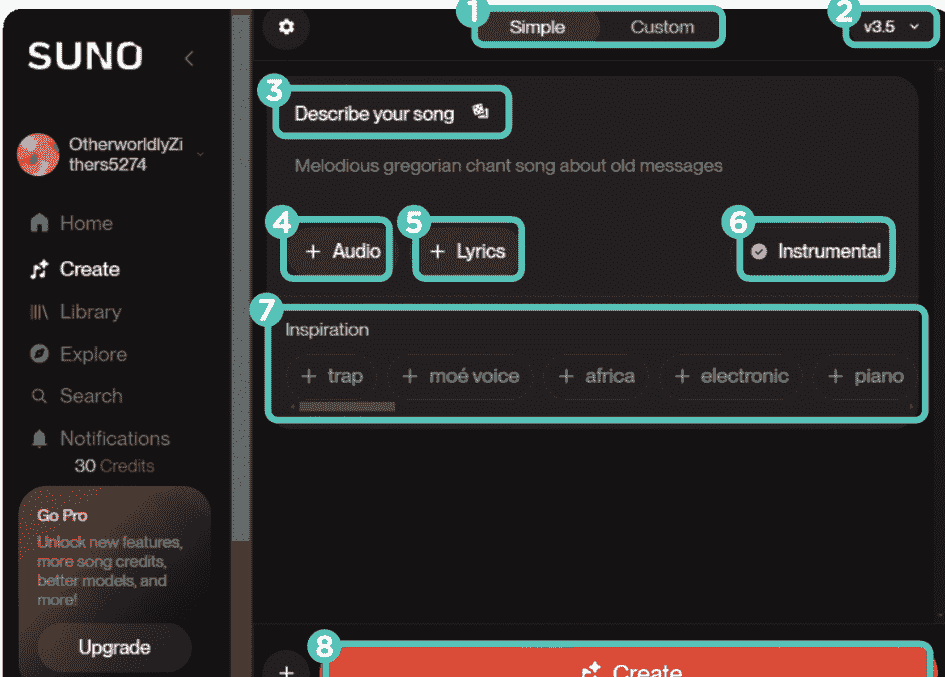 1
Simple
Custom
2
v3.5
SUNO
3
Describe your song
OtherworldlyZi
thers5274
Melodious gregorian chant song about old messages
Home
4
+ Audio
5
+ Lyrics
6
Instrumental
Create
Library
7
Inspiration
Explore
+ trap
+ moé voice
+ africa
+ electronic
+ piano
Search
Notifications
30 Credits
Go Pro
Unlock new features,
more song credits,
better models, and
more!
Upgrade
+
8
Create